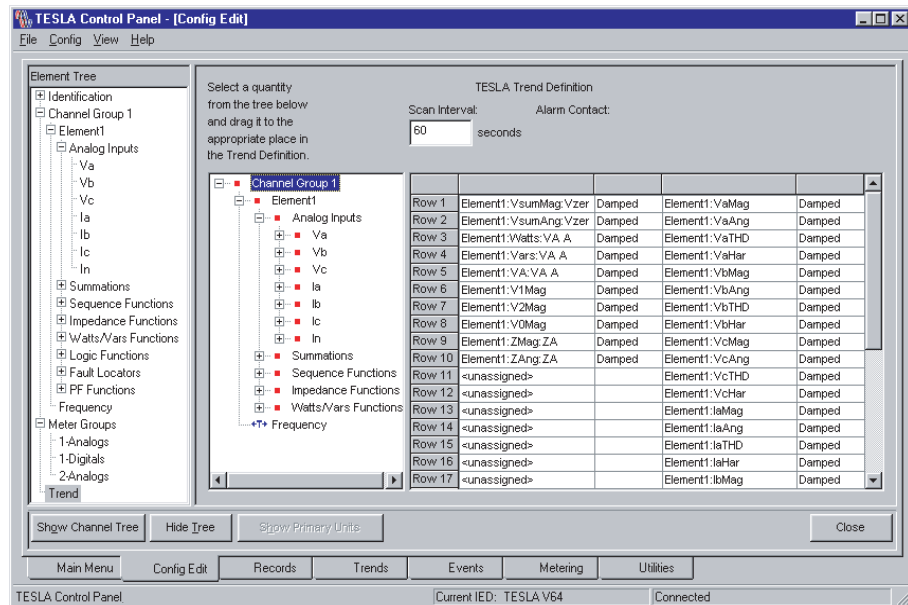 TESLA Control Panel - [Config Edit]
File Config View Help
Element Tree
Identification
Channel Group 1
Element1
Analog Inputs
Va
Vb
Vc
Ia
Ib
Ic
In
Summations
Sequence Functions
Impedance Functions
Watts/Vars Functions
Logic Functions
Fault Locators
PF Functions
Frequency
Meter Groups
1-Analogs
1-Digitals
2-Analogs
Trend
Select a quantity
from the tree below
and drag it to the
appropriate place in
the Trend Definition.
TESLA Trend Definition
Scan Interval: Alarm Contact:
60 seconds
Channel Group 1
Element1
Analog Inputs
Va
Vb
Vc
Ia
Ib
Ic
In
Summations
Sequence Functions
Impedance Functions
Watts/Vars Functions
+T+ Frequency
Row 1 Element1:VsumMag:Vzer Damped Element1:VaMag Damped
Row 2 Element1:VsumAng:Vzer Damped Element1:VaAng Damped
Row 3 Element1:Watts:VA A Damped Element1:VaTHD Damped
Row 4 Element1:Vars:VA A Damped Element1:VaHar Damped
Row 5 Element1:VA:VA A Damped Element1:VbMag Damped
Row 6 Element1:V1Mag Damped Element1:VbAng Damped
Row 7 Element1:V2Mag Damped Element1:VbTHD Damped
Row 8 Element1:V0Mag Damped Element1:VbHar Damped
Row 9 Element1:ZMag:ZA Damped Element1:VcMag Damped
Row 10 Element1:ZAng:ZA Damped Element1:VcAng Damped
Row 11 <unassigned> Element1:VcTHD Damped
Row 12 <unassigned> Element1:VcHar Damped
Row 13 <unassigned> Element1:IaMag Damped
Row 14 <unassigned> Element1:IaAng Damped
Row 15 <unassigned> Element1:IaTHD Damped
Row 16 <unassigned> Element1:IaHar Damped
Row 17 <unassigned> Element1:IbMag Damped
Show Channel Tree Hide Tree Show Primary Units Close
Main Menu Config Edit Records Trends Events Metering Utilities
TESLA Control Panel Current IED: TESLA V64 Connected